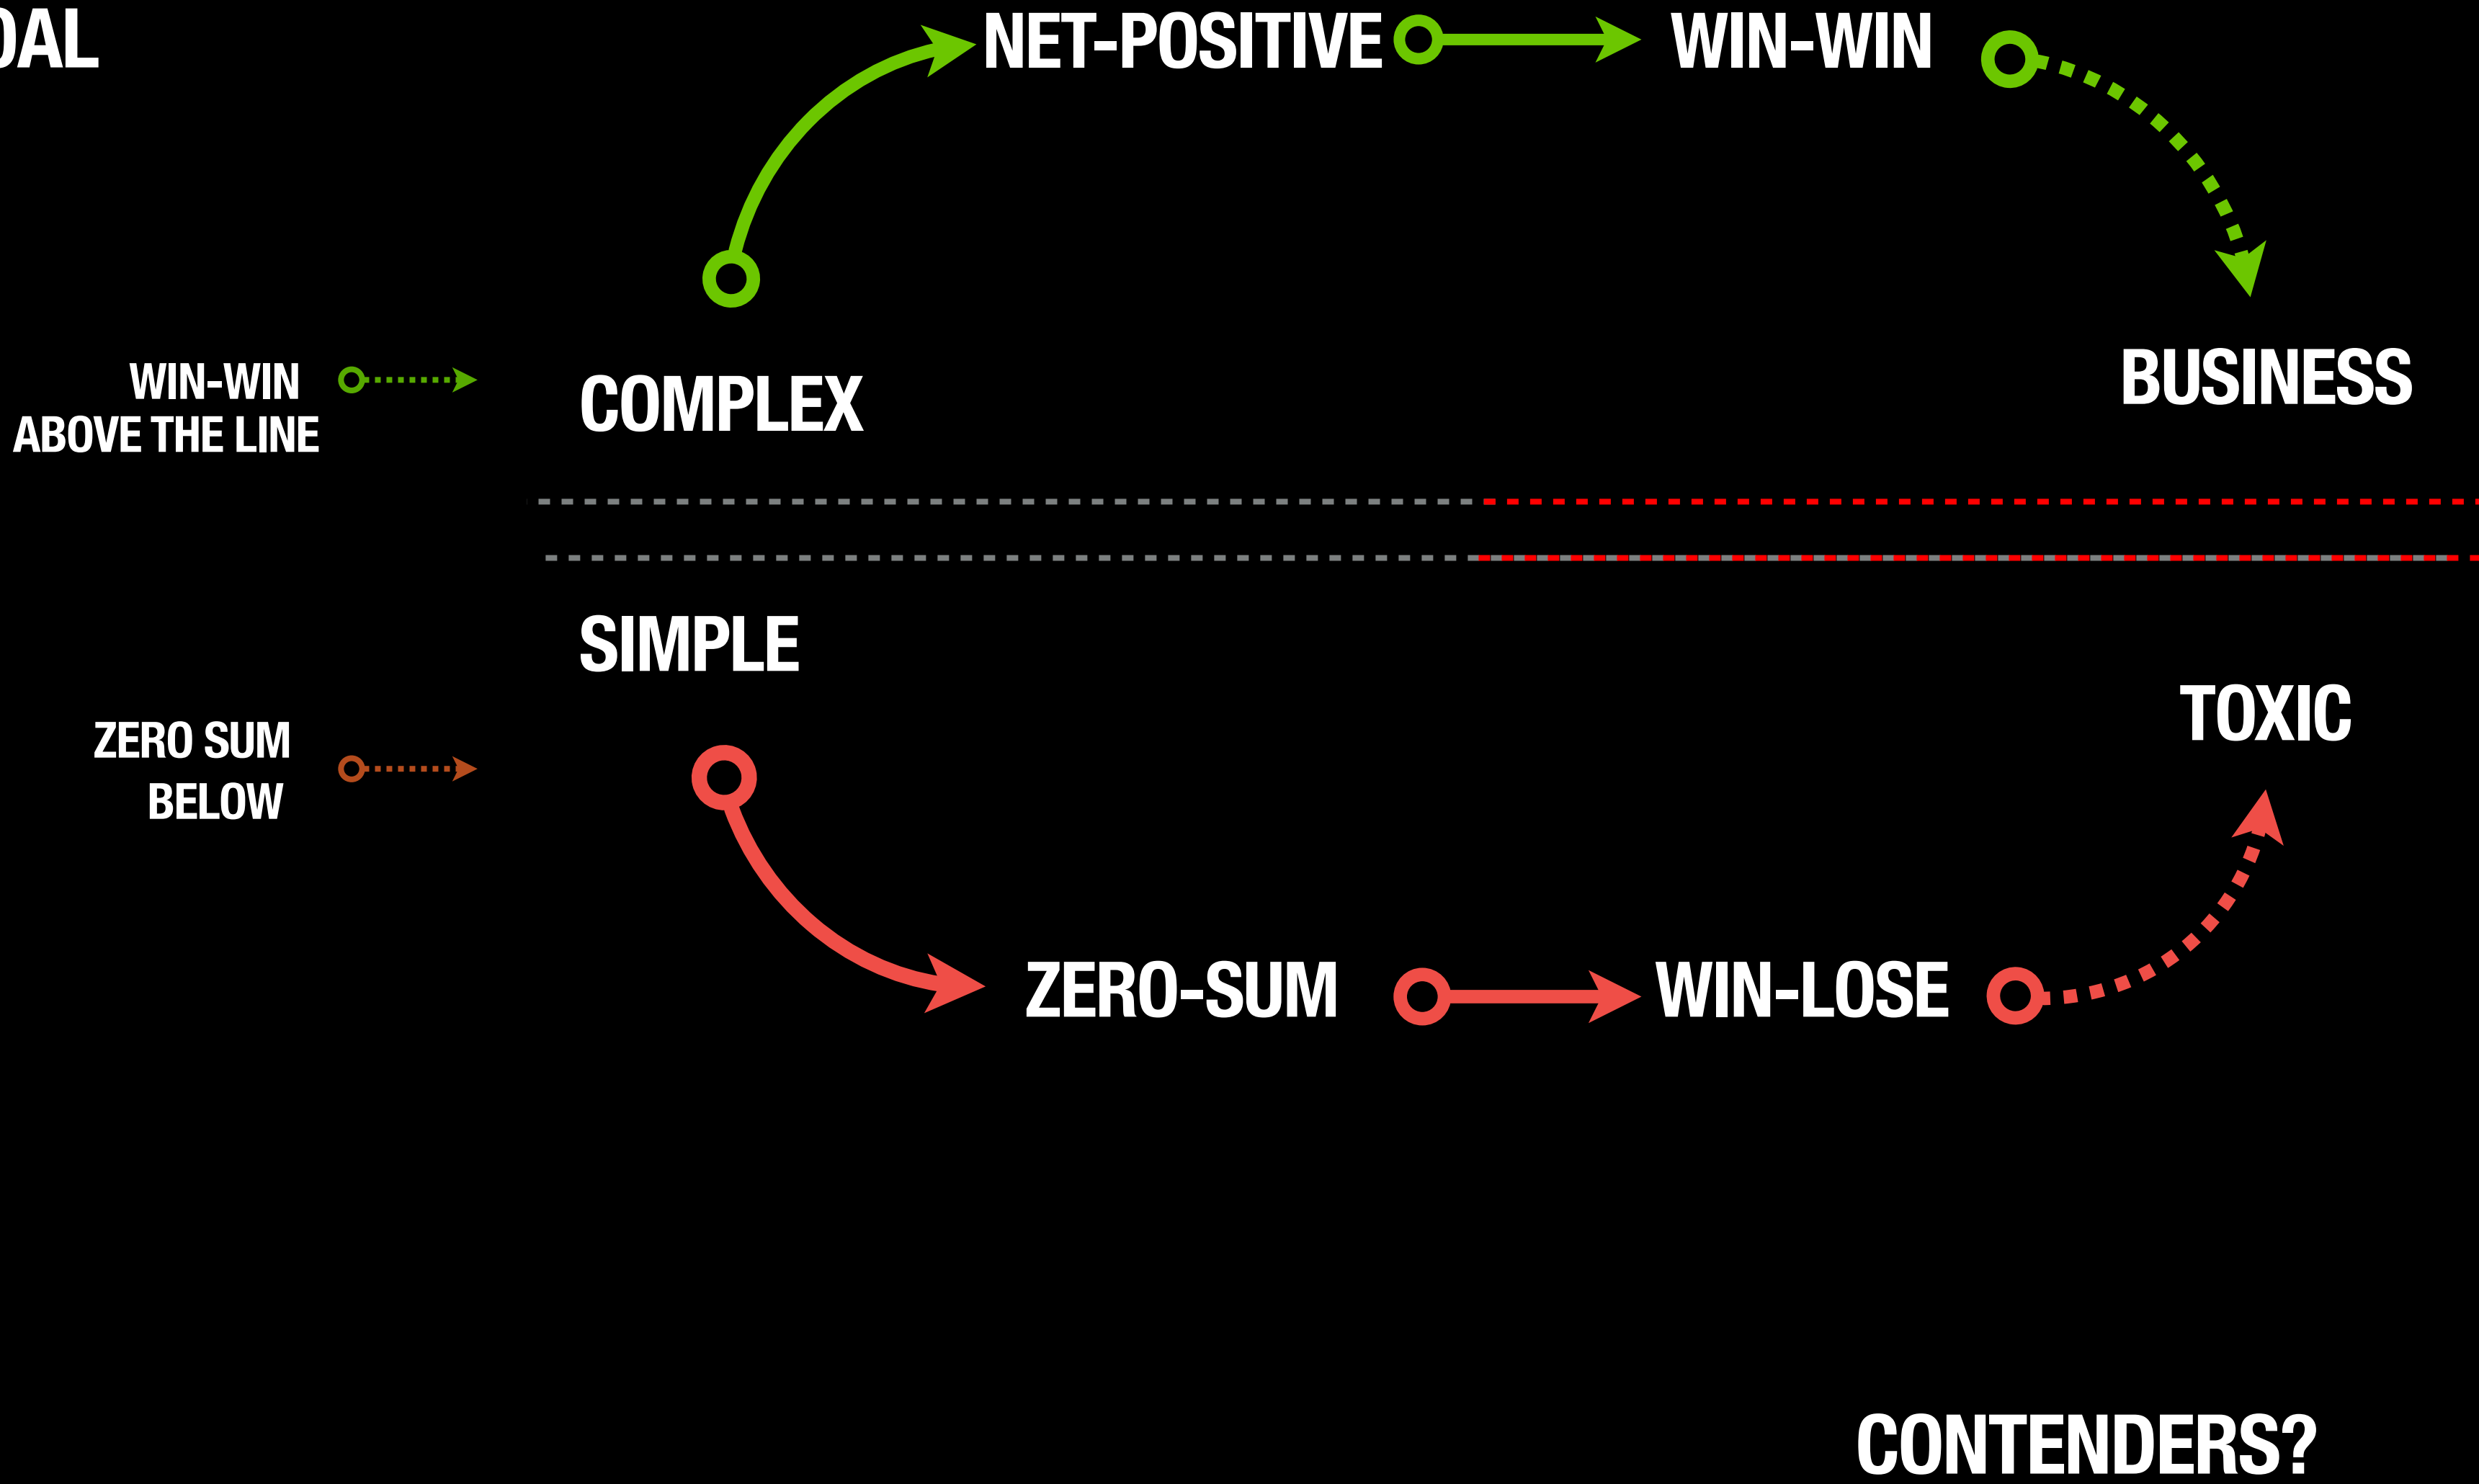 OAL
NET-POSITIVE
WIN-WIN
WIN-WIN
ABOVE THE LINE
COMPLEX
BUSINESS
SIMPLE
TOXIC
ZERO SUM
BELOW
ZERO-SUM
WIN-LOSE
CONTENDERS?